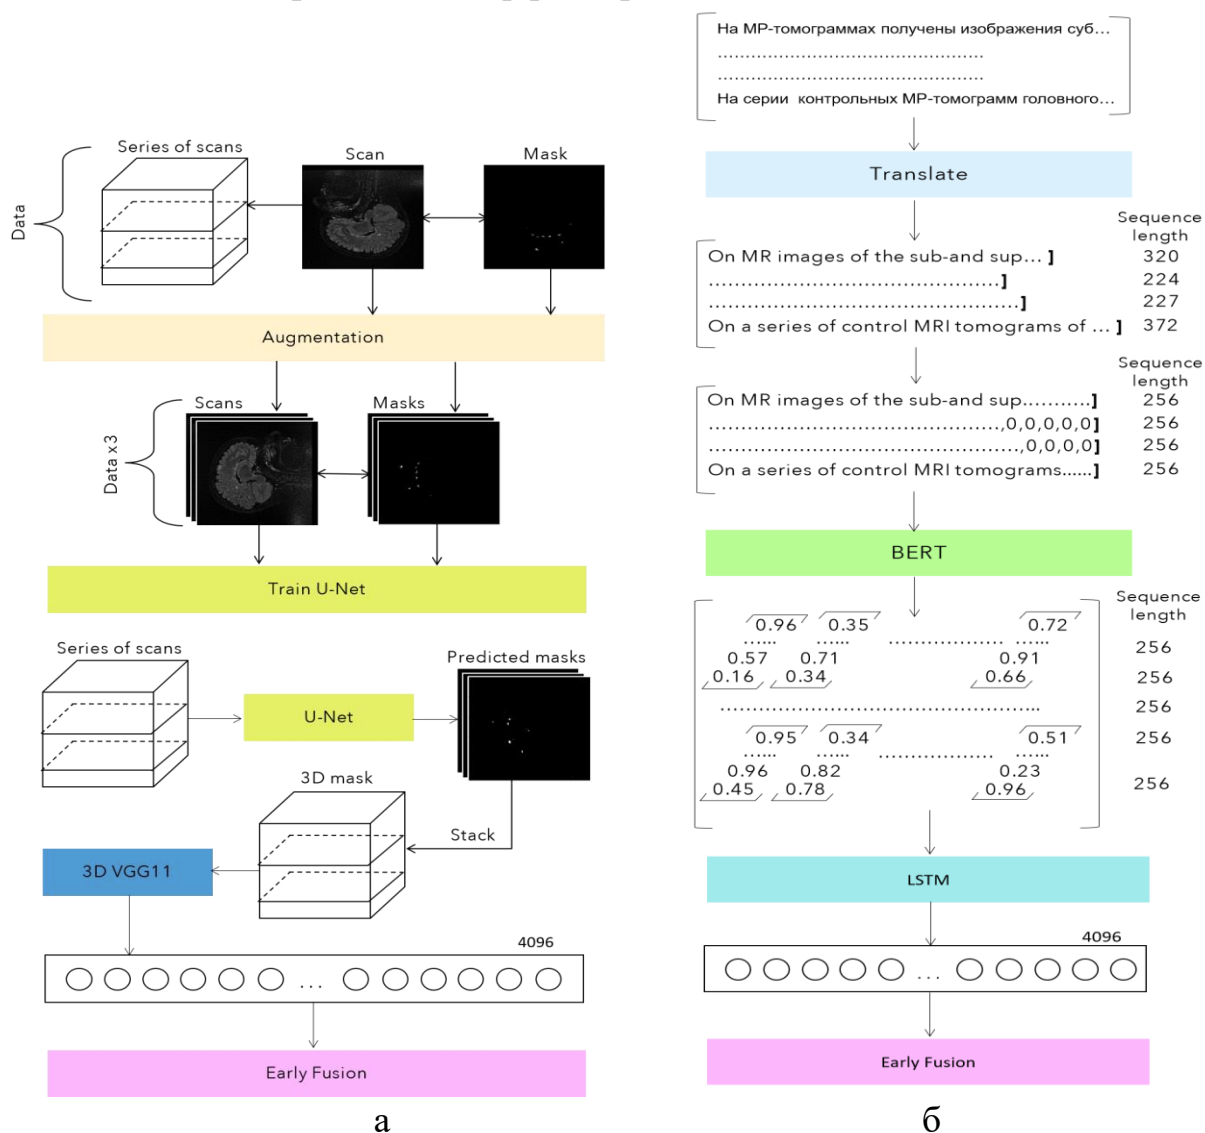 Series of scans
Scan
Mask
Data
Augmentation
Scans
Masks
Data x3
Train U-Net
Series of scans
Predicted masks
U-Net
3D mask
Stack
3D VGG11
4096
...
Early Fusion
а
На МР-томограммах получены изображения суб...
................................................
................................................
На серии контрольных МР-томограмм головного...
Translate
Sequence
length
On MR images of the sub-and sup... ] 320
................................................] 224
...................................................] 227
On a series of control MRI tomograms of ... ] 372
Sequence
length
On MR images of the sub-and sup..........] 256
................................................,0,0,0,0,0] 256
...................................................,0,0,0,0] 256
On a series of control MRI tomograms......] 256
BERT
Sequence
length
0.96 0.35 0.72
...... ...... .................. ...... 256
0.57 0.71 0.91
0.16 0.34 0.66 256
...................................................... 256
0.95 0.34 0.51 256
...... ...... .................. ......
0.96 0.82 0.23
0.45 0.78 0.96 256
LSTM
4096
...
Early Fusion
б